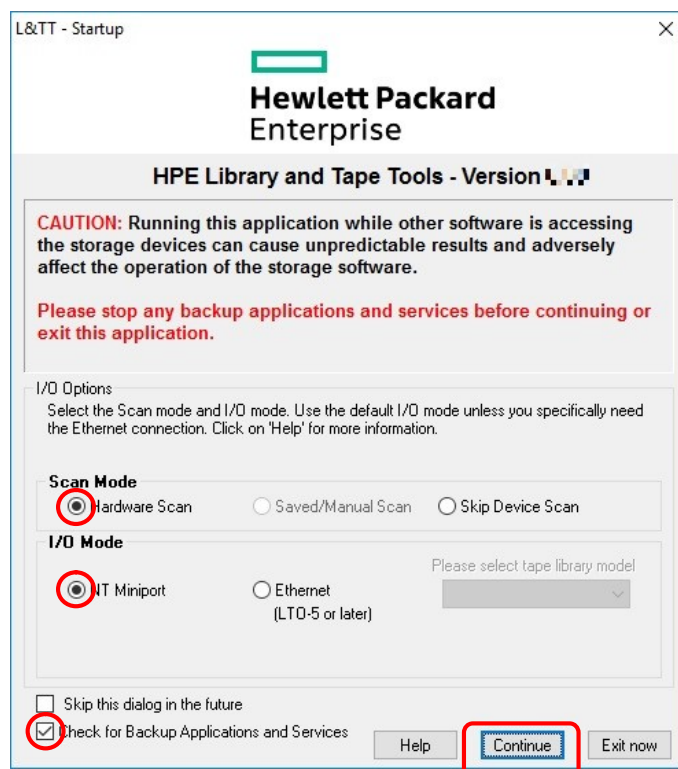 L&TT - Startup
Hewlett Packard
Enterprise
HPE Library and Tape Tools - Version
CAUTION: Running this application while other software is accessing
the storage devices can cause unpredictable results and adversely
affect the operation of the storage software.
Please stop any backup applications and services before continuing or
exit this application.
I/O Options
Select the Scan mode and I/O mode. Use the default I/O mode unless you specifically need
the Ethernet connection. Click on 'Help' for more information.
Scan Mode
Hardware Scan Saved/Manual Scan Skip Device Scan
I/O Mode
Please select tape library model
NT Miniport Ethernet
(LTO-5 or later)
Skip this dialog in the future
Check for Backup Applications and Services
Help Continue Exit now